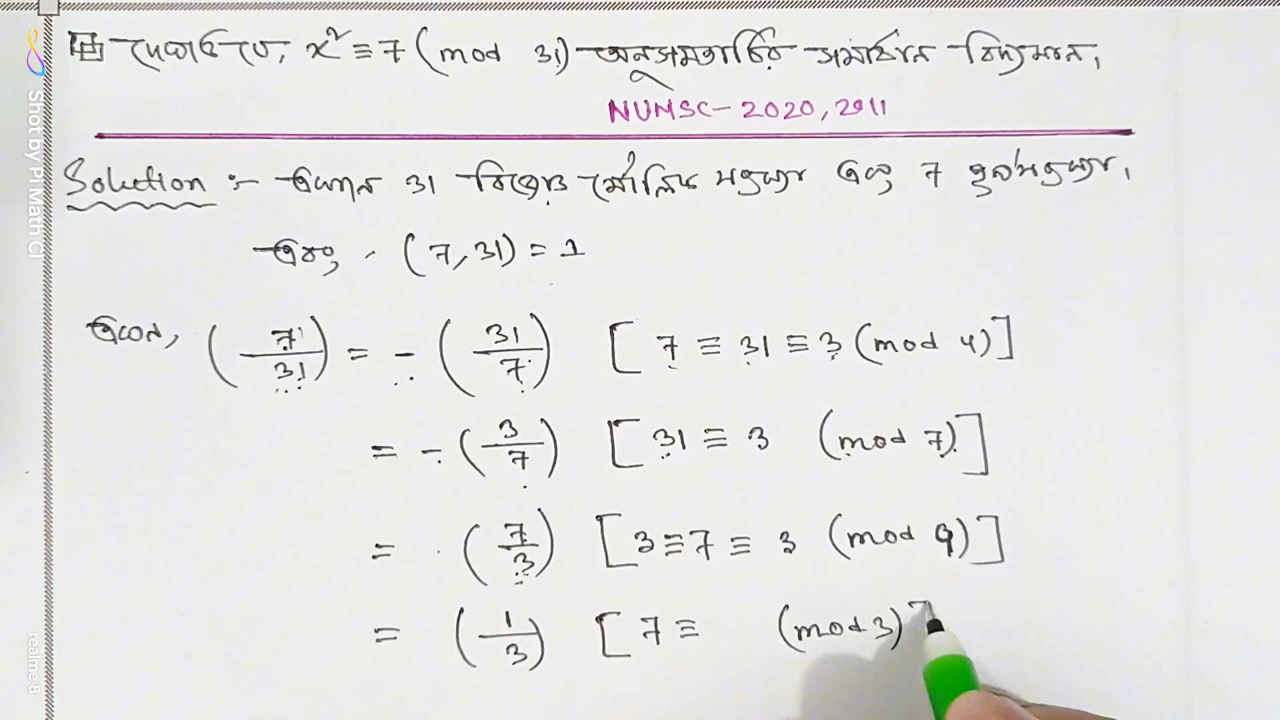 দেখাও যে, x² ≡ 7 (mod 31) অনুসমতাটির সমাধান বিদ্যমান,
NUMSC - 2020, 2011
Solution :- এখানে 31 বিজোড় মৌলিক সংখ্যা এবং 7 পূর্ণসংখ্যা,
এবং, (7, 31) = 1
এখন, (7/31) = - (31/7) [7 ≡ 31 ≡ 3 (mod 4)]
= - (3/7) [31 ≡ 3 (mod 7)]
= (7/3) [3 ≡ 7 ≡ 3 (mod 4)]
= (1/3) [7 ≡ (mod 3)]
Shot by P Math Cl
realme 8